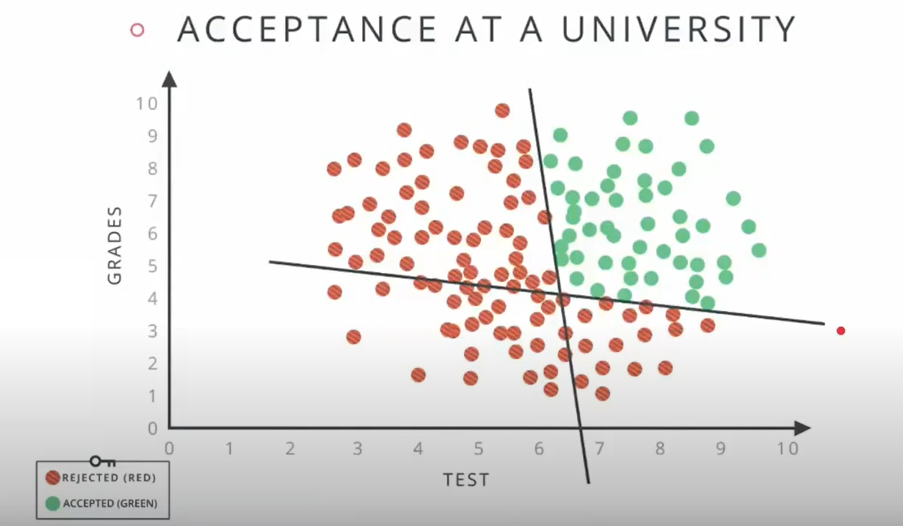 ACCEPTANCE AT A UNIVERSITY
10
9
8
7
6
5
4
3
2
1
0
GRADES
0 1 2 3 4 5 6 7 8 9 10
TEST
REJECTED (RED)
ACCEPTED (GREEN)